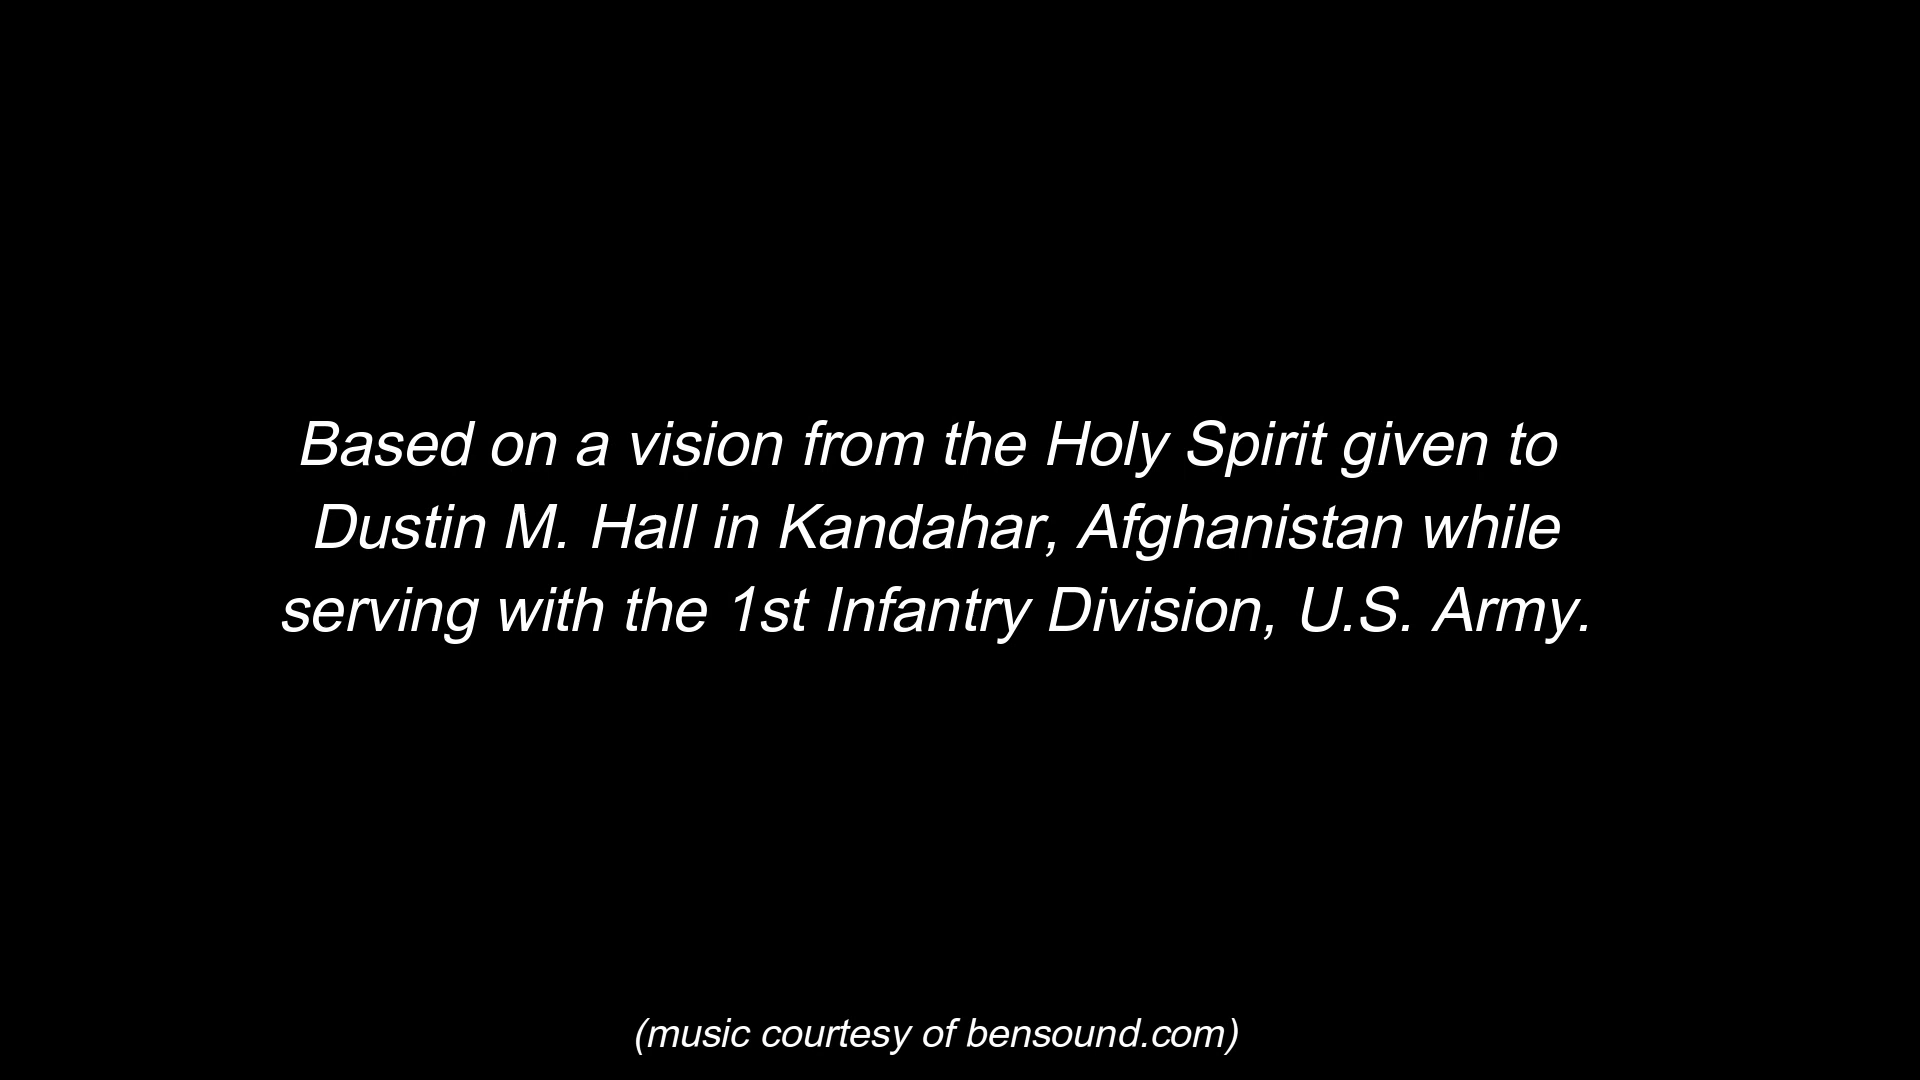 Based on a vision from the Holy Spirit given to
Dustin M. Hall in Kandahar, Afghanistan while
serving with the 1st Infantry Division, U.S. Army.
(music courtesy of bensound.com)